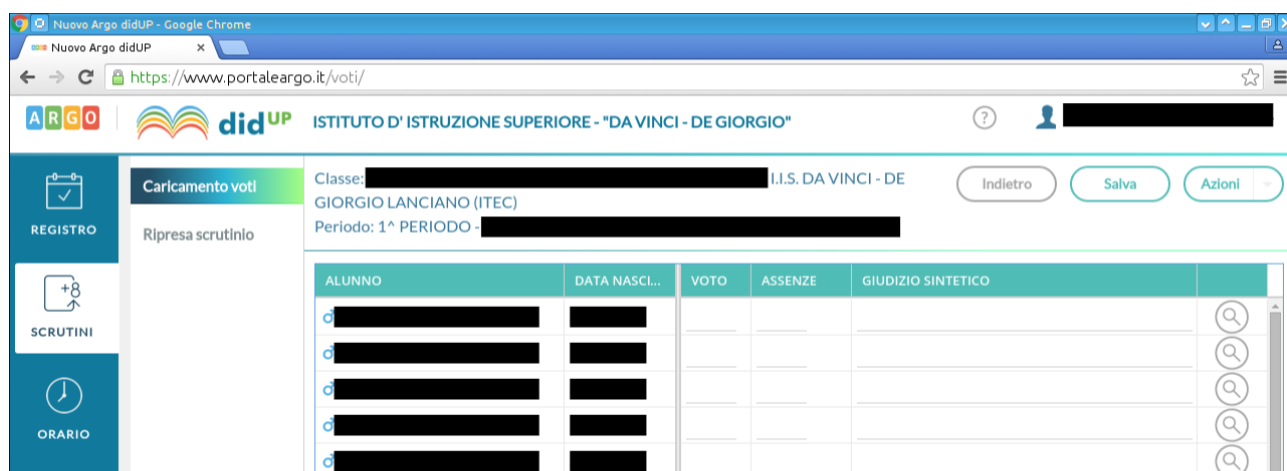 Nuovo Argo didUP - Google Chrome
Nuovo Argo didUP x
https://www.portaleargo.it/voti/
ARGO didUP ISTITUTO D' ISTRUZIONE SUPERIORE - "DA VINCI - DE GIORGIO" ?
REGISTRO
SCRUTINI
ORARIO
Caricamento voti
Ripresa scrutinio
Classe: I.I.S. DA VINCI - DE
GIORGIO LANCIANO (ITEC)
Periodo: 1^ PERIODO -
Indietro Salva Azioni
ALUNNO DATA NASCI... VOTO ASSENZE GIUDIZIO SINTETICO